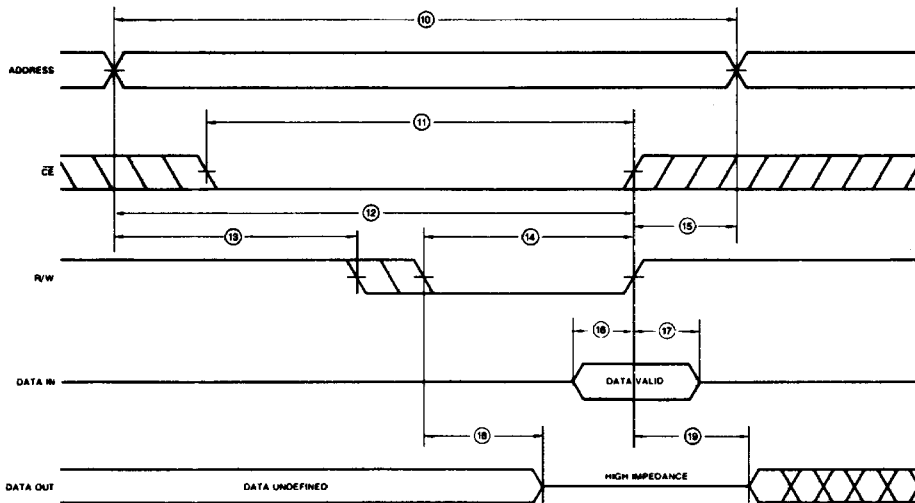 10
ADDRESS
11
CE
12
13
14
15
R/W
16
17
DATA IN
DATA VALID
18
19
DATA OUT
DATA UNDEFINED
HIGH IMPEDANCE